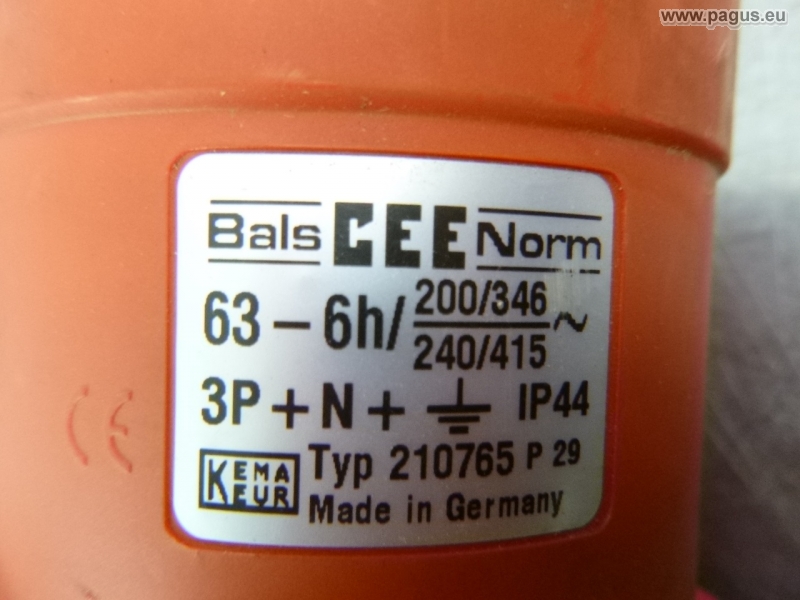 www.pagus.eu
Bals CEE Norm
63 – 6h/ 200/346 ~
240/415
3P + N + ⏚ IP44
KEMA
KEUR
Typ 210765 P 29
Made in Germany
CE